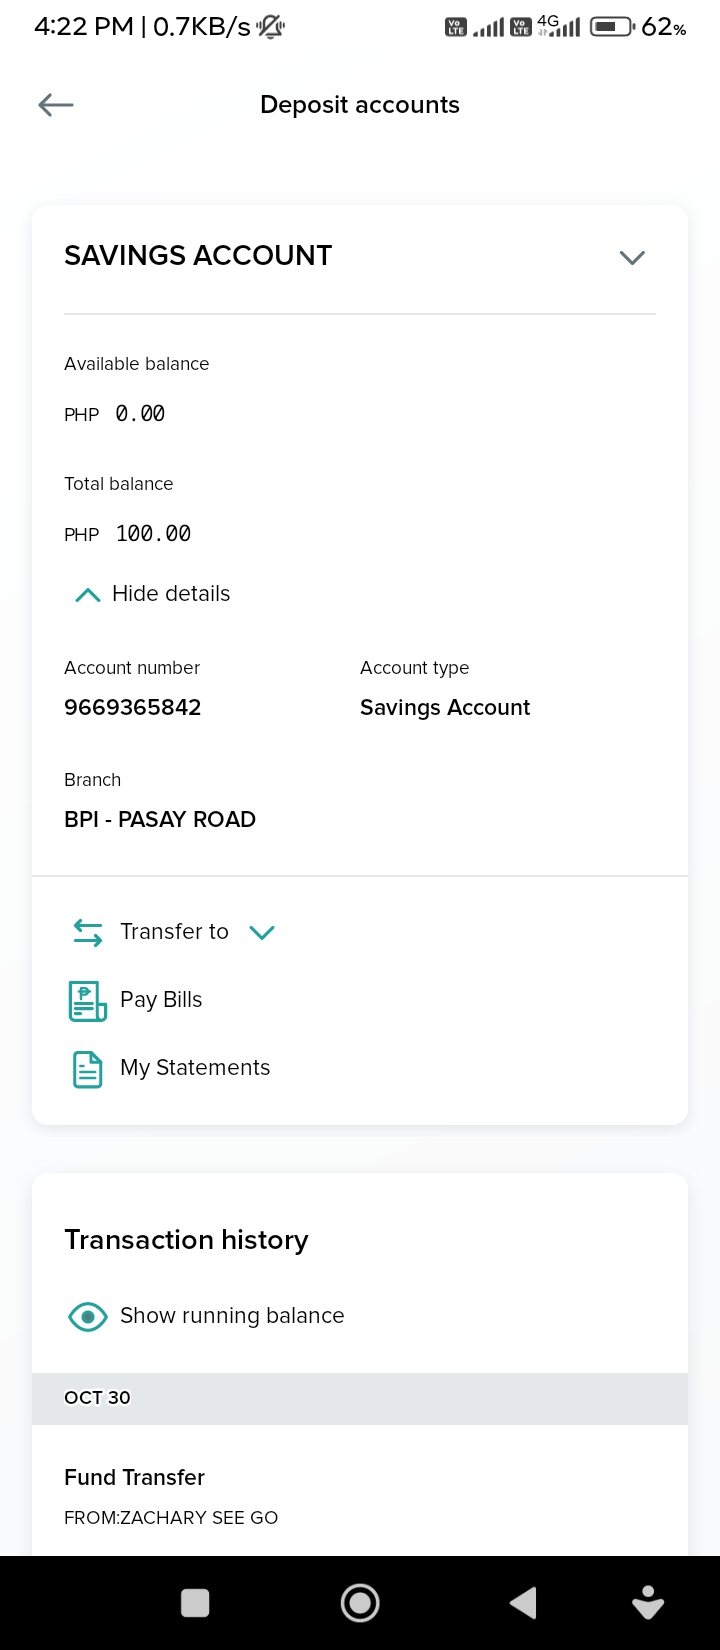 4:22 PM | 0.7KB/s Vo LTE Vo LTE 4G 62%
Deposit accounts
SAVINGS ACCOUNT
Available balance
PHP 0.00
Total balance
PHP 100.00
Hide details
Account number Account type
9669365842 Savings Account
Branch
BPI - PASAY ROAD
Transfer to
Pay Bills
My Statements
Transaction history
Show running balance
OCT 30
Fund Transfer
FROM:ZACHARY SEE GO